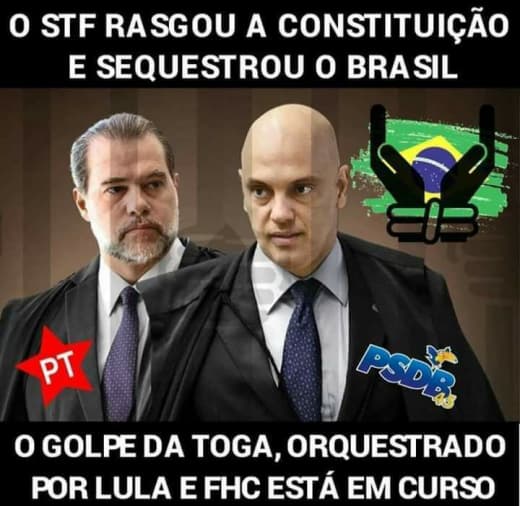 O STF RASGOU A CONSTITUIÇÃO
E SEQUESTROU O BRASIL
PT
PSDB
45
O GOLPE DA TOGA, ORQUESTRADO
POR LULA E FHC ESTÁ EM CURSO